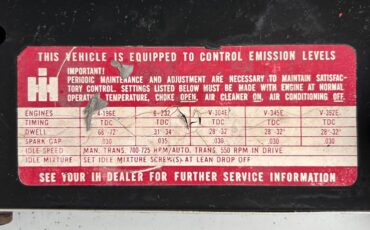 THIS VEHICLE IS EQUIPPED TO CONTROL EMISSION LEVELS
IH
IMPORTANT!
PERIODIC MAINTENANCE AND ADJUSTMENT ARE NECESSARY TO MAINTAIN SATISFAC-
TORY CONTROL. SETTINGS LISTED BELOW MUST BE MADE WITH ENGINE AT NORMAL
OPERATING TEMPERATURE, CHOKE OPEN, AIR CLEANER ON, AIR CONDITIONING OFF.
ENGINES 4-196E 6-232 V-304E V-345E V-392E
TIMING TDC TDC TDC TDC TDC
DWELL 68°-72° 31°-34° 28°-32° 28°-32° 28°-32°
SPARK GAP .030 .035 .030 .030 .030
IDLE SPEED MAN. TRANS. 700-725 RPM/AUTO. TRANS. 550 RPM IN DRIVE
IDLE MIXTURE SET IDLE MIXTURE SCREW(S) AT LEAN DROP OFF
SEE YOUR IH DEALER FOR FURTHER SERVICE INFORMATION